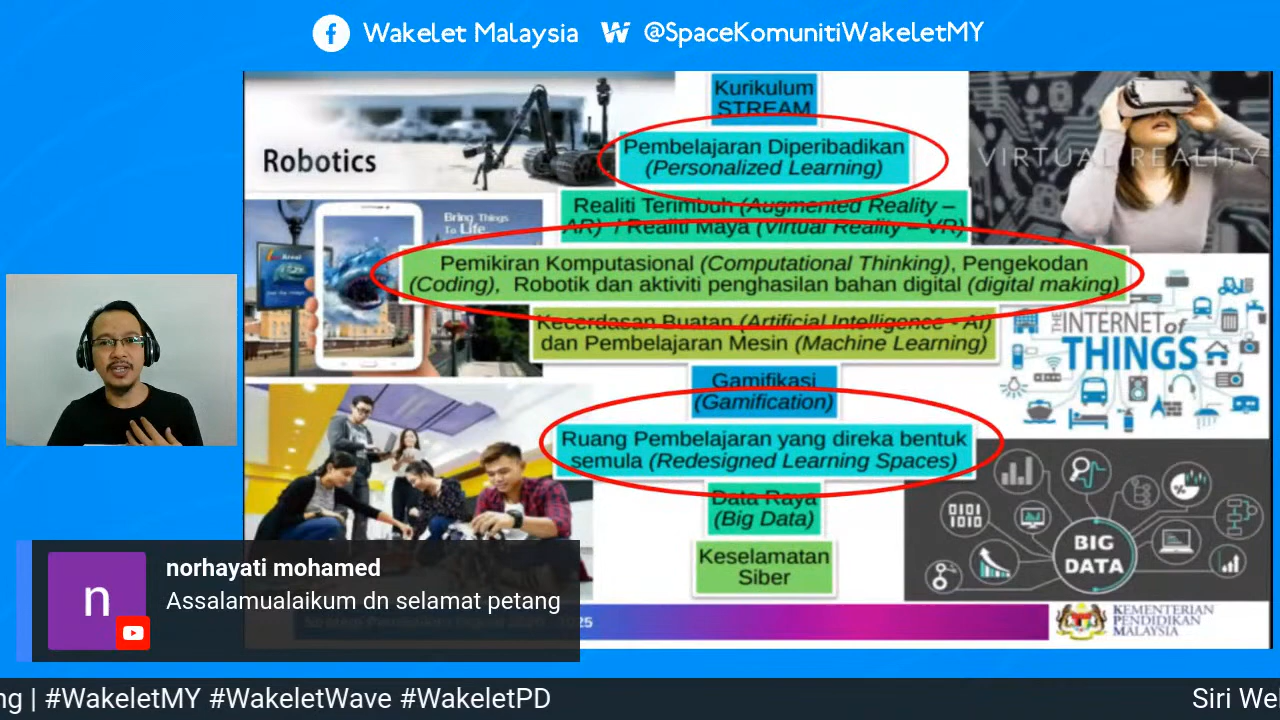 Wakelet Malaysia
@SpaceKomunitiWakeletMY
Robotics
Kurikulum
STREAM
Pembelajaran Diperibadikan
(Personalized Learning)
VIRTUAL REALITY
Realiti Terimbuh (Augmented Reality –
AR) / Realiti Maya (Virtual Reality – VR)
Bring Things
To Life
Pemikiran Komputasional (Computational Thinking), Pengekodan
(Coding), Robotik dan aktiviti penghasilan bahan digital (digital making)
Kecerdasan Buatan (Artificial Intelligence - AI)
dan Pembelajaran Mesin (Machine Learning)
THE INTERNET of
THINGS
Gamifikasi
(Gamification)
Ruang Pembelajaran yang direka bentuk
semula (Redesigned Learning Spaces)
Data Raya
(Big Data)
0101
1010
BIG
DATA
Keselamatan
Siber
norhayati mohamed
n
Assalamualaikum dn selamat petang
KEMENTERIAN
PENDIDIKAN
MALAYSIA
ng | #WakeletMY #WakeletWave #WakeletPD
Siri We